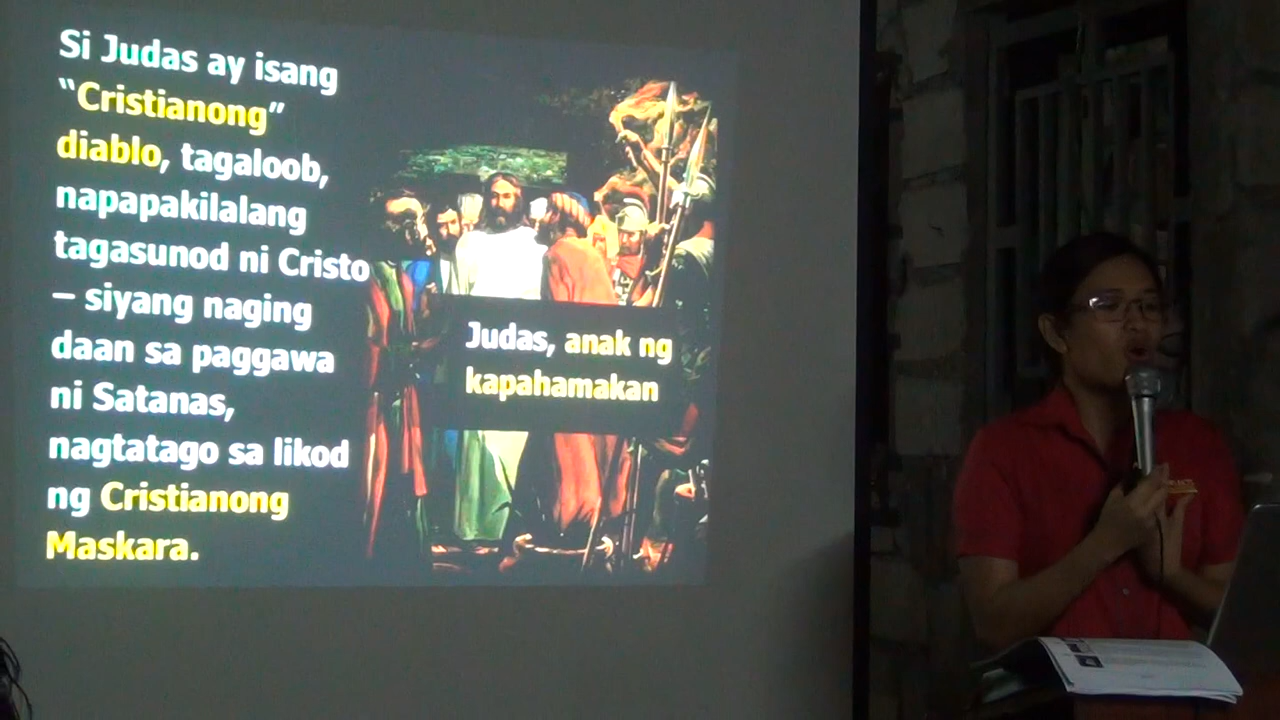 Si Judas ay isang
“Cristianong”
diablo, tagaloob,
napapakilalang
tagasunod ni Cristo
– siyang naging
daan sa paggawa
ni Satanas,
nagtatago sa likod
ng Cristianong
Maskara.
Judas, anak ng
kapahamakan